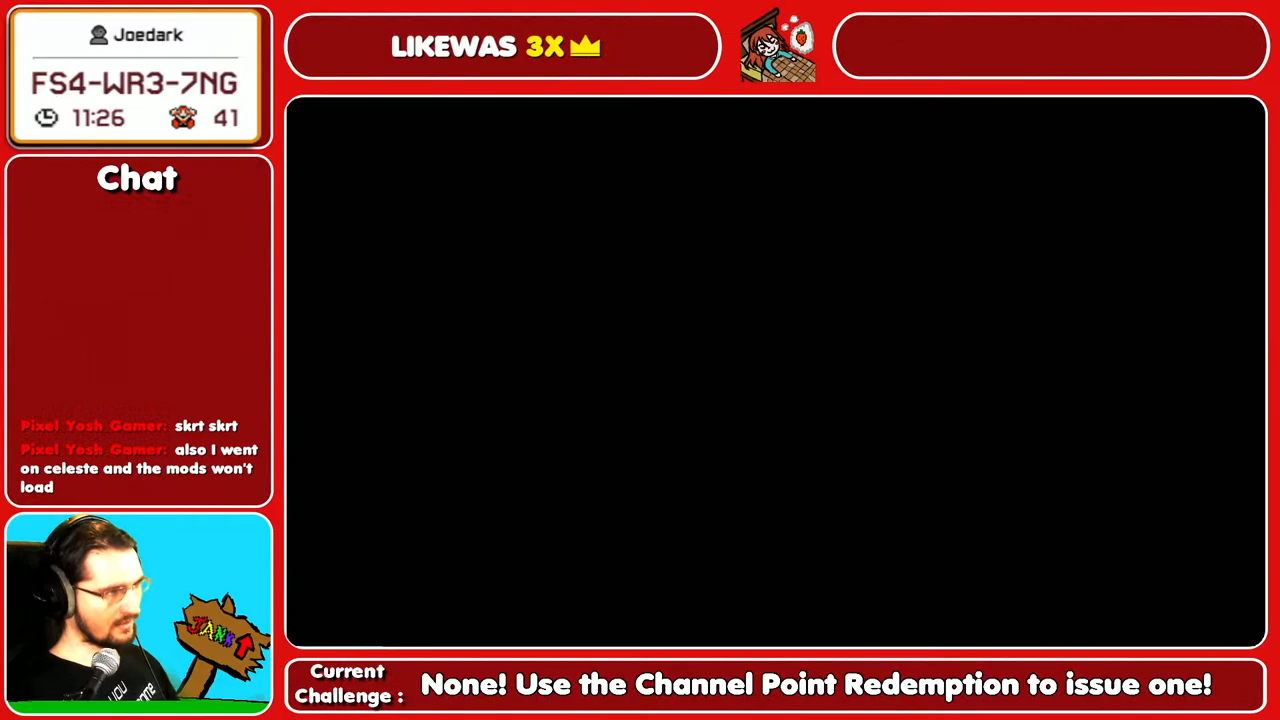 Joedark
FS4-WR3-7NG
11:26 41
LIKEWAS 3X
Chat
Pixel Yosh Gamer: skrt skrt
Pixel Yosh Gamer: also I went
on celeste and the mods won't
load
JANK
YOU
Current
Challenge :
None! Use the Channel Point Redemption to issue one!